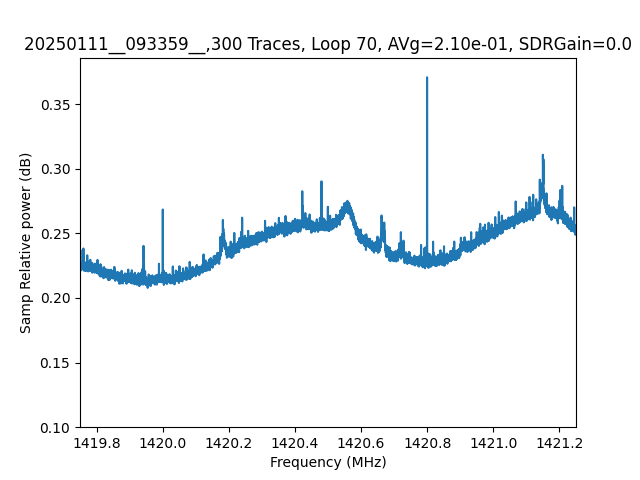 20250111__093359__,300 Traces, Loop 70, AVg=2.10e-01, SDRGain=0.0
Samp Relative power (dB)
0.35
0.30
0.25
0.20
0.15
0.10
1419.8 1420.0 1420.2 1420.4 1420.6 1420.8 1421.0 1421.2
Frequency (MHz)